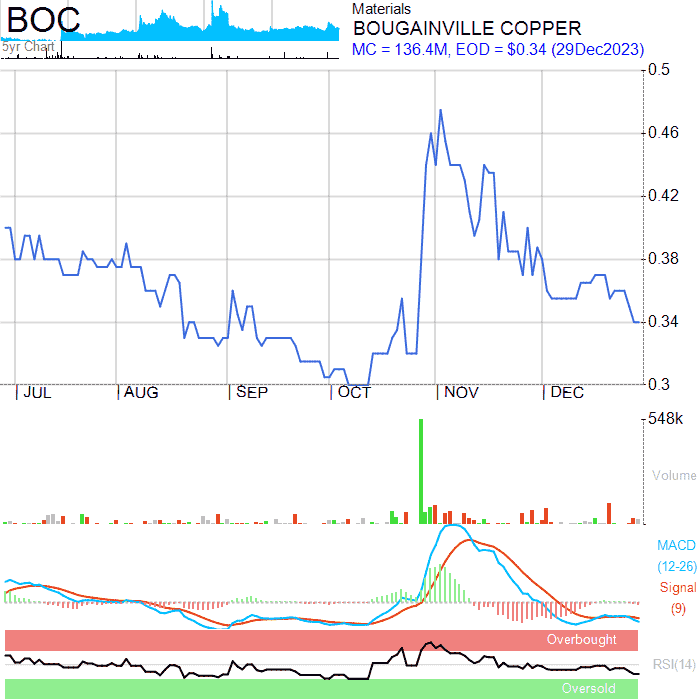 BOC
5yr Chart
Materials
BOUGAINVILLE COPPER
MC = 136.4M, EOD = $0.34 (29Dec2023)
0.5
0.46
0.42
0.38
0.34
0.3
JUL AUG SEP OCT NOV DEC
548k
Volume
MACD
(12-26)
Signal
(9)
Overbought
RSI(14)
Oversold